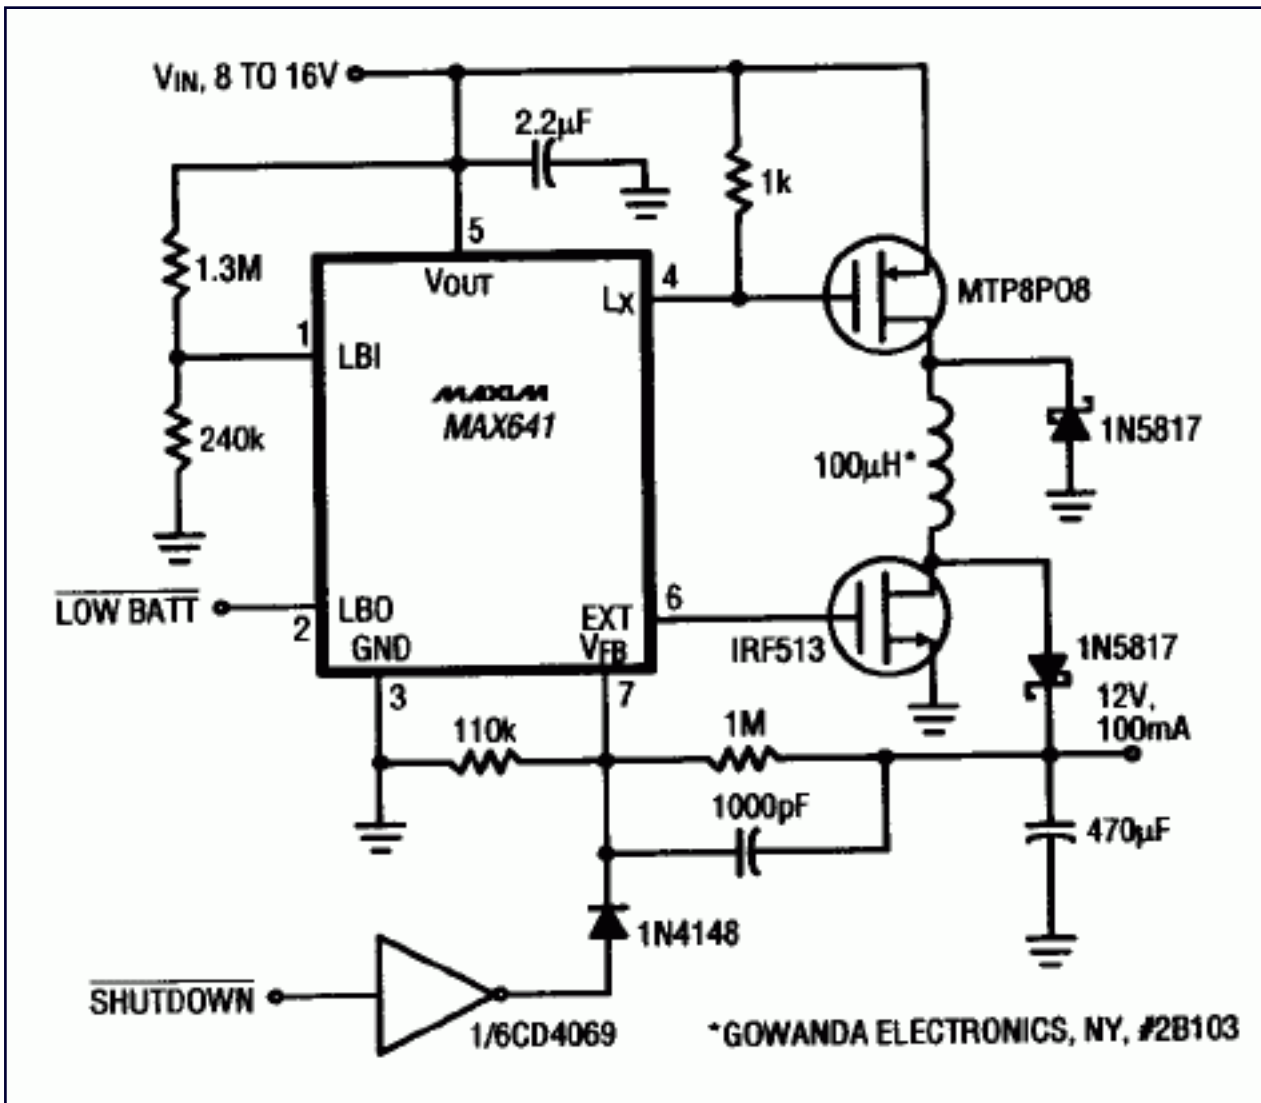 VIN, 8 TO 16V
2.2μF
1k
5
1.3M
VOUT
4
LX
MTP8P08
1
LBI
MAXIM
MAX641
240k
100μH*
1N5817
LOW BATT
LBO
2
GND
EXT
VFB
6
IRF513
1N5817
3
7
12V,
100mA
110k
1M
1000pF
470μF
1N4148
SHUTDOWN
1/6CD4069
*GOWANDA ELECTRONICS, NY, #2B103